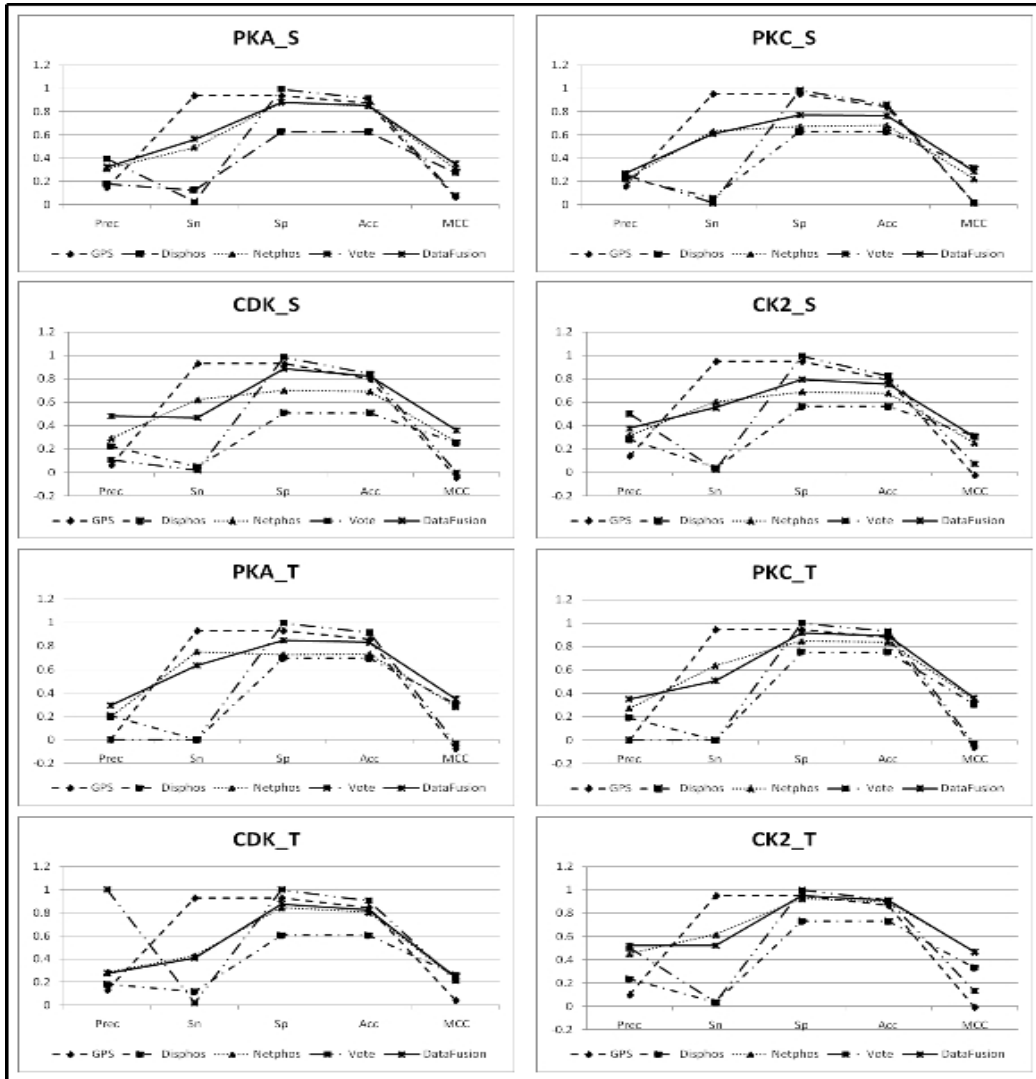 PKA_S
1.2
1
0.8
0.6
0.4
0.2
0
Prec Sn Sp Acc MCC
GPS Disphos Netphos Vote DataFusion
PKC_S
1.2
1
0.8
0.6
0.4
0.2
0
Prec Sn Sp Acc MCC
GPS Disphos Netphos Vote DataFusion
CDK_S
1.2
1
0.8
0.6
0.4
0.2
0
-0.2
Prec Sn Sp Acc MCC
GPS Disphos Netphos Vote DataFusion
CK2_S
1.2
1
0.8
0.6
0.4
0.2
0
-0.2
Prec Sn Sp Acc MCC
GPS Disphos Netphos Vote DataFusion
PKA_T
1.2
1
0.8
0.6
0.4
0.2
0
-0.2
Prec Sn Sp Acc MCC
GPS Disphos Netphos Vote DataFusion
PKC_T
1.2
1
0.8
0.6
0.4
0.2
0
-0.2
Prec Sn Sp Acc MCC
GPS Disphos Netphos Vote DataFusion
CDK_T
1.2
1
0.8
0.6
0.4
0.2
0
Prec Sn Sp Acc MCC
GPS Disphos Netphos Vote DataFusion
CK2_T
1.2
1
0.8
0.6
0.4
0.2
0
-0.2
Prec Sn Sp Acc MCC
GPS Disphos Netphos Vote DataFusion